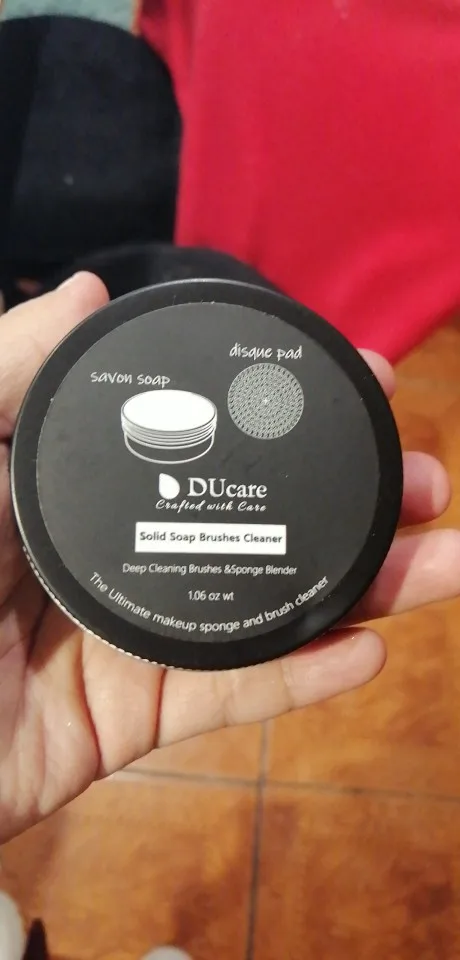 disque pad
savon soap
DUcare
Crafted with Care
Solid Soap Brushes Cleaner
Deep Cleaning Brushes &Sponge Blender
1.06 oz wt
The Ultimate makeup sponge and brush cleaner